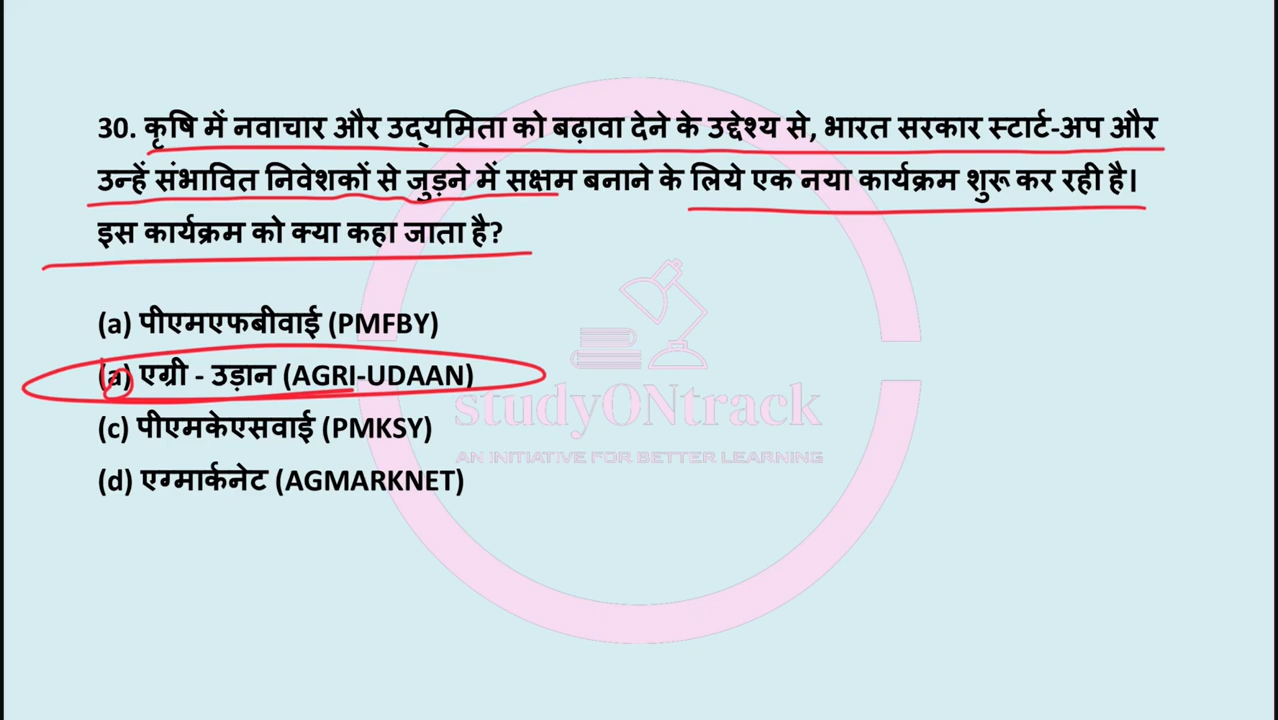 30. कृषि में नवाचार और उद्यमिता को बढ़ावा देने के उद्देश्य से, भारत सरकार स्टार्ट-अप और
उन्हें संभावित निवेशकों से जुड़ने में सक्षम बनाने के लिये एक नया कार्यक्रम शुरू कर रही है।
इस कार्यक्रम को क्या कहा जाता है?
(a) पीएमएफबीवाई (PMFBY)
(a) एग्री - उड़ान (AGRI-UDAAN)
(c) पीएमकेएसवाई (PMKSY)
(d) एग्मार्कनेट (AGMARKNET)
studyONtrack
AN INITIATIVE FOR BETTER LEARNING